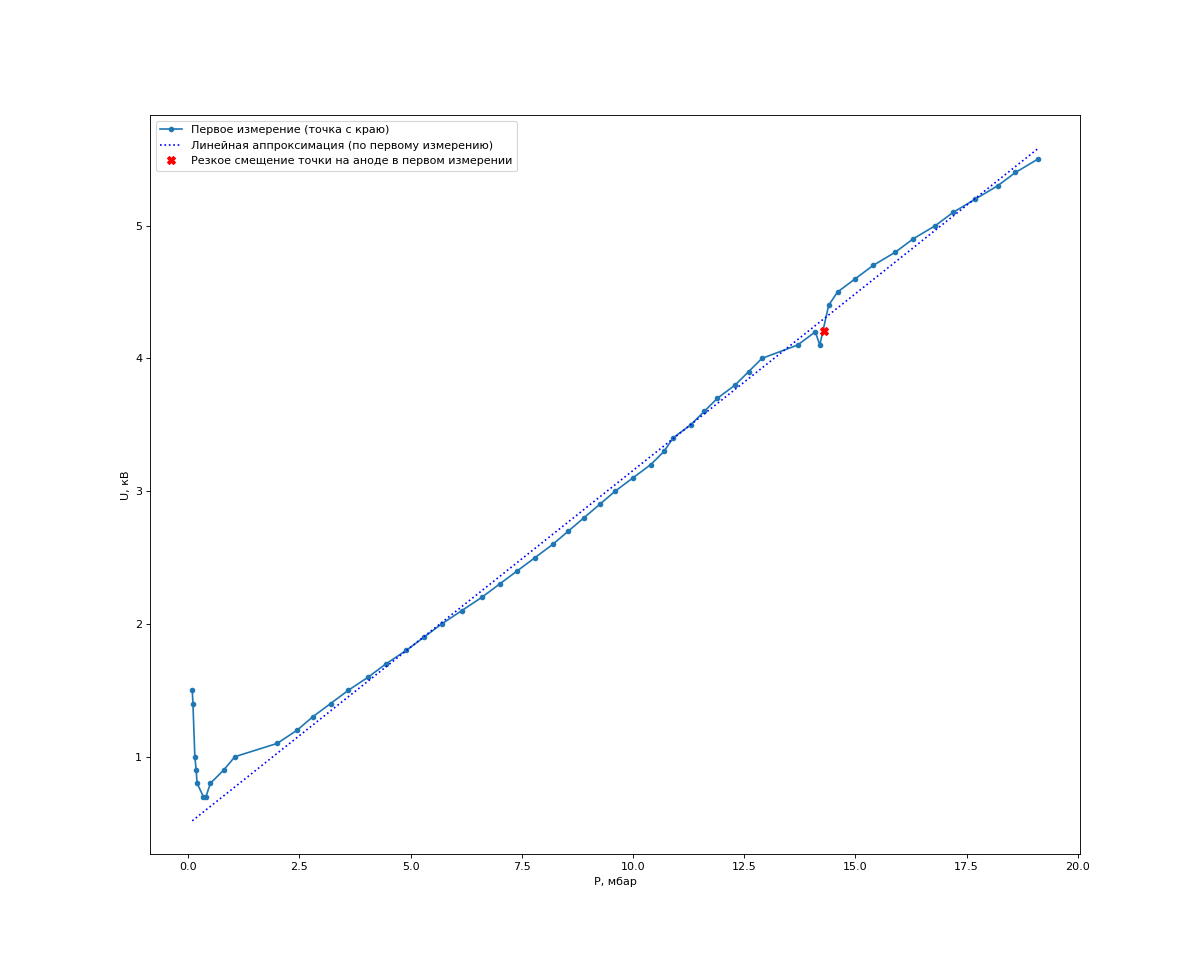 Первое измерение (точка с краю)
Линейная аппроксимация (по первому измерению)
Резкое смещение точки на аноде в первом измерении
5
4
3
2
1
U, кВ
0.0 2.5 5.0 7.5 10.0 12.5 15.0 17.5 20.0
P, мбар